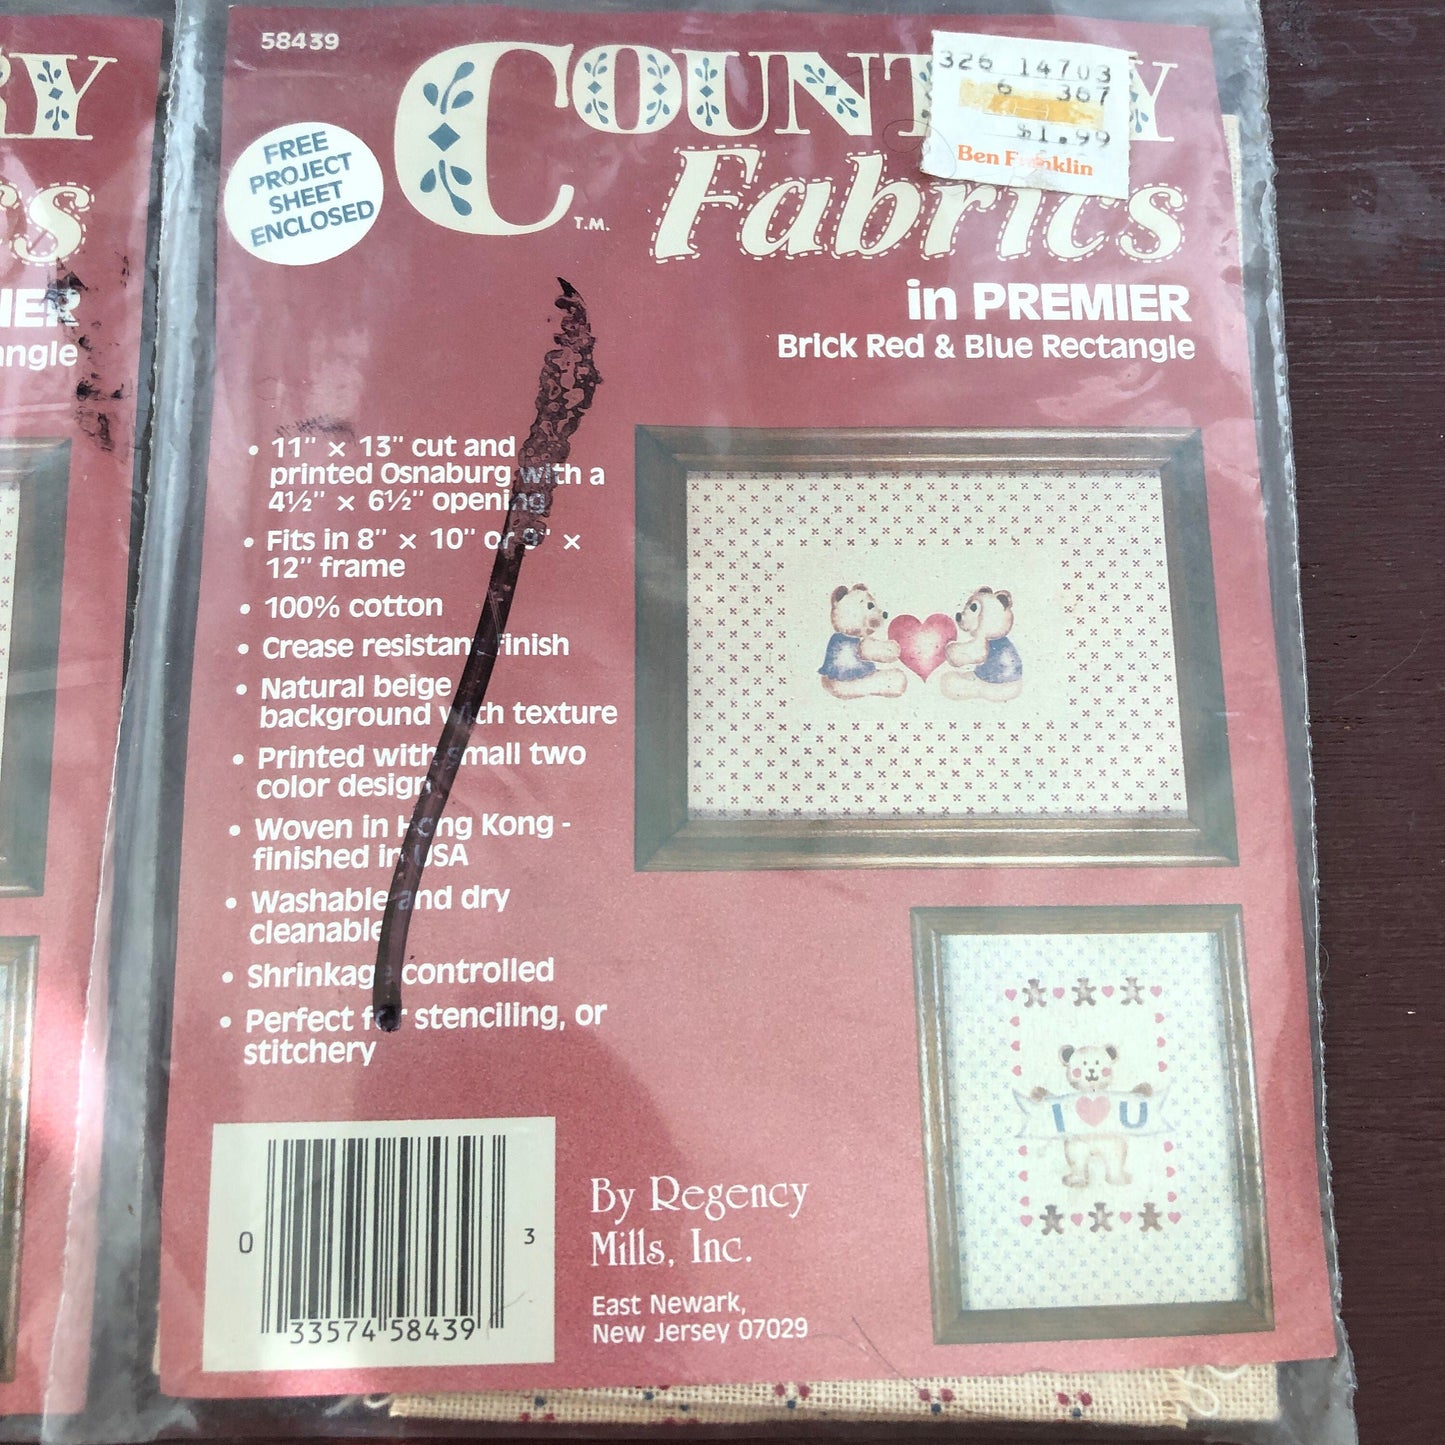 58439
COUNTRY
Fabrics
T.M.
in PREMIER
Brick Red & Blue Rectangle
FREE
PROJECT
SHEET
ENCLOSED
326 14703
6 367
$1.99
Ben Franklin
• 11" × 13" cut and
printed Osnaburg with a
4½" × 6½" opening
• Fits in 8" × 10" or 9" ×
12" frame
• 100% cotton
• Crease resistant finish
• Natural beige
background with texture
• Printed with small two
color design
• Woven in Hong Kong -
finished in USA
• Washable and dry
cleanable
• Shrinkage controlled
• Perfect for stenciling, or
stitchery
I U
0 33574 58439 3
By Regency
Mills, Inc.
East Newark,
New Jersey 07029